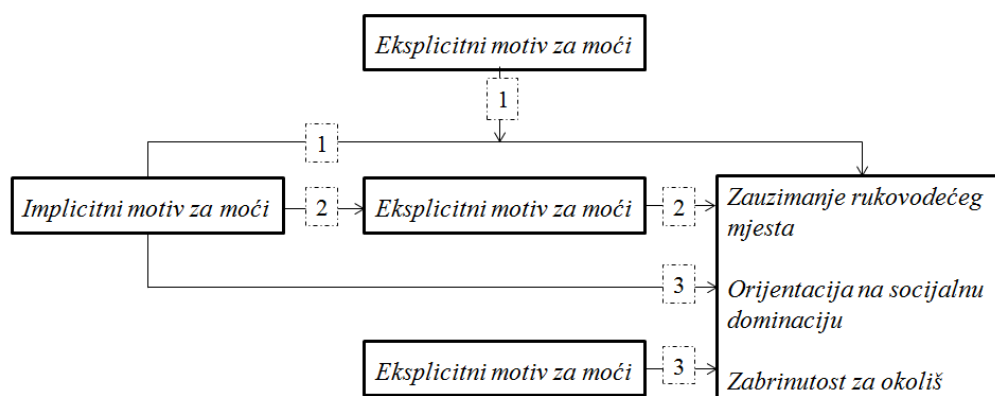 Eksplicitni motiv za moći
1
1
Implicitni motiv za moći
2
Eksplicitni motiv za moći
2
Zauzimanje rukovodećeg
mjesta
3
Orijentacija na socijalnu
dominaciju
Eksplicitni motiv za moći
3
Zabrinutost za okoliš